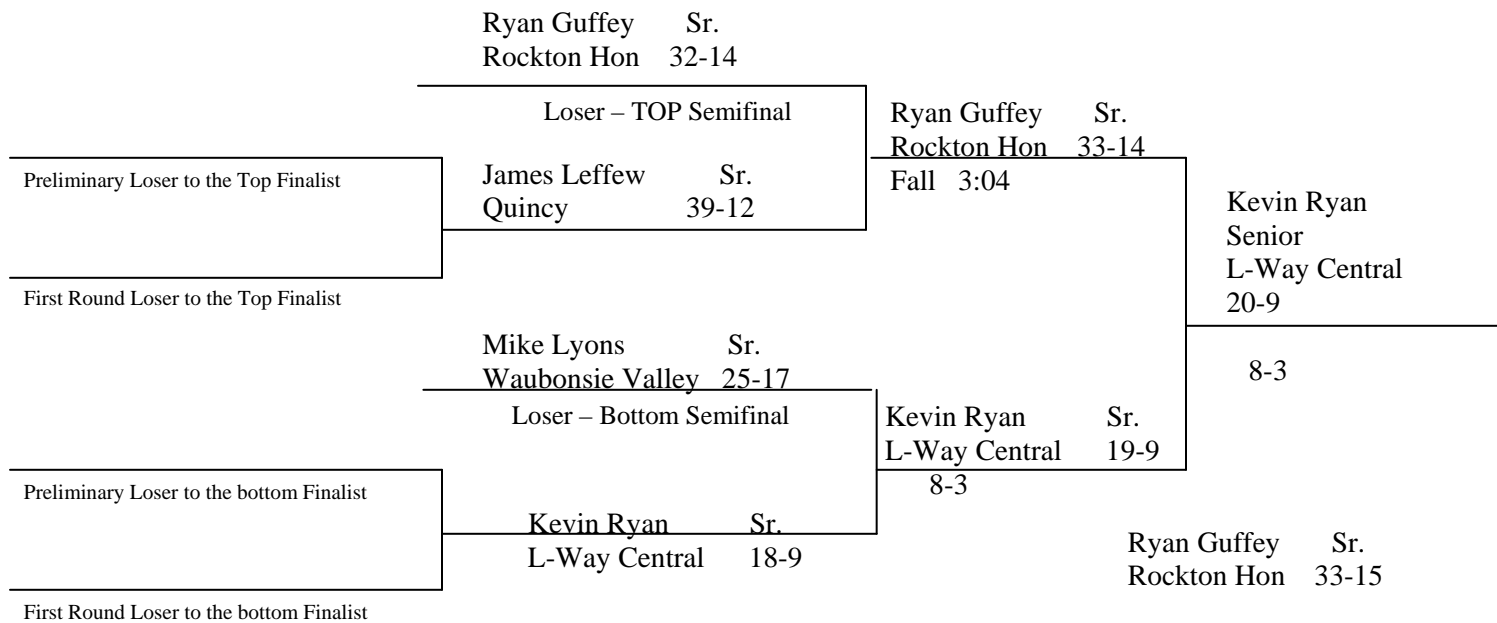 Ryan Guffey Sr.
Rockton Hon 32-14
Loser – TOP Semifinal
Ryan Guffey Sr.
Rockton Hon 33-14
Fall 3:04
Preliminary Loser to the Top Finalist
James Leffew Sr.
Quincy 39-12
Kevin Ryan
Senior
L-Way Central
20-9
8-3
First Round Loser to the Top Finalist
Mike Lyons Sr.
Waubonsie Valley 25-17
Loser – Bottom Semifinal
Kevin Ryan Sr.
L-Way Central 19-9
8-3
Preliminary Loser to the bottom Finalist
Kevin Ryan Sr.
L-Way Central 18-9
Ryan Guffey Sr.
Rockton Hon 33-15
First Round Loser to the bottom Finalist